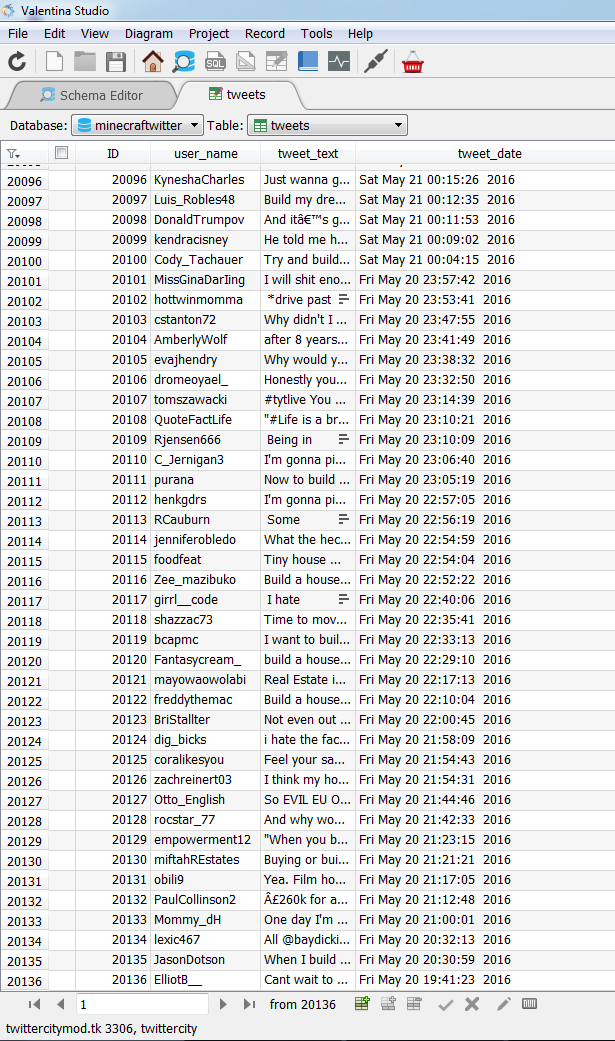 Valentina Studio
File Edit View Diagram Project Record Tools Help
SQL
Schema Editor tweets
Database: minecraftwitter Table: tweets
ID user_name tweet_text tweet_date
20096 20096 KyneshaCharles Just wanna g... Sat May 21 00:15:26 2016
20097 20097 Luis_Robles48 Build my dre... Sat May 21 00:12:35 2016
20098 20098 DonaldTrumpov And itâ€™s g... Sat May 21 00:11:53 2016
20099 20099 kendracisney He told me h... Sat May 21 00:09:02 2016
20100 20100 Cody_Tachauer Try and build... Sat May 21 00:04:15 2016
20101 20101 MissGinaDarIing I will shit eno... Fri May 20 23:57:42 2016
20102 20102 hottwinmomma *drive past Fri May 20 23:53:41 2016
20103 20103 cstanton72 Why didn't I ... Fri May 20 23:47:55 2016
20104 20104 AmberlyWolf after 8 years... Fri May 20 23:41:49 2016
20105 20105 evajhendry Why would y... Fri May 20 23:38:32 2016
20106 20106 dromeoyael_ Honestly you... Fri May 20 23:32:50 2016
20107 20107 tomszawacki #tytlive You ... Fri May 20 23:14:39 2016
20108 20108 QuoteFactLife "#Life is a br... Fri May 20 23:10:21 2016
20109 20109 Rjensen666 Being in Fri May 20 23:10:09 2016
20110 20110 C_Jernigan3 I'm gonna pi... Fri May 20 23:06:40 2016
20111 20111 purana Now to build ... Fri May 20 23:05:19 2016
20112 20112 henkgdrs I'm gonna pi... Fri May 20 22:57:05 2016
20113 20113 RCauburn Some Fri May 20 22:56:19 2016
20114 20114 jenniferobledo What the hec... Fri May 20 22:54:59 2016
20115 20115 foodfeat Tiny house ... Fri May 20 22:54:04 2016
20116 20116 Zee_mazibuko Build a house... Fri May 20 22:52:22 2016
20117 20117 girrl__code I hate Fri May 20 22:40:06 2016
20118 20118 shazzac73 Time to mov... Fri May 20 22:35:41 2016
20119 20119 bcapmc I want to buil... Fri May 20 22:33:13 2016
20120 20120 Fantasycream_ build a house... Fri May 20 22:29:10 2016
20121 20121 mayowaowolabi Real Estate i... Fri May 20 22:17:13 2016
20122 20122 freddythemac Build a house... Fri May 20 22:10:04 2016
20123 20123 BriStallter Not even out ... Fri May 20 22:00:45 2016
20124 20124 dig_bicks i hate the fac... Fri May 20 21:58:09 2016
20125 20125 coralikesyou Feel your sa... Fri May 20 21:54:43 2016
20126 20126 zachreinert03 I think my ho... Fri May 20 21:54:31 2016
20127 20127 Otto_English So EVIL EU O... Fri May 20 21:44:46 2016
20128 20128 rocstar_77 And why wo... Fri May 20 21:42:33 2016
20129 20129 empowerment12 "When you b... Fri May 20 21:23:15 2016
20130 20130 miftahREstates Buying or bui... Fri May 20 21:21:21 2016
20131 20131 obili9 Yea. Film ho... Fri May 20 21:17:05 2016
20132 20132 PaulCollinson2 Â£260k for a... Fri May 20 21:12:48 2016
20133 20133 Mommy_dH One day I'm ... Fri May 20 21:00:01 2016
20134 20134 lexic467 All @baydicki... Fri May 20 20:32:13 2016
20135 20135 JasonDotson When I build ... Fri May 20 20:30:59 2016
20136 20136 ElliotB__ Cant wait to ... Fri May 20 19:41:23 2016
1 from 20136
twittercitymod.tk 3306, twittercity